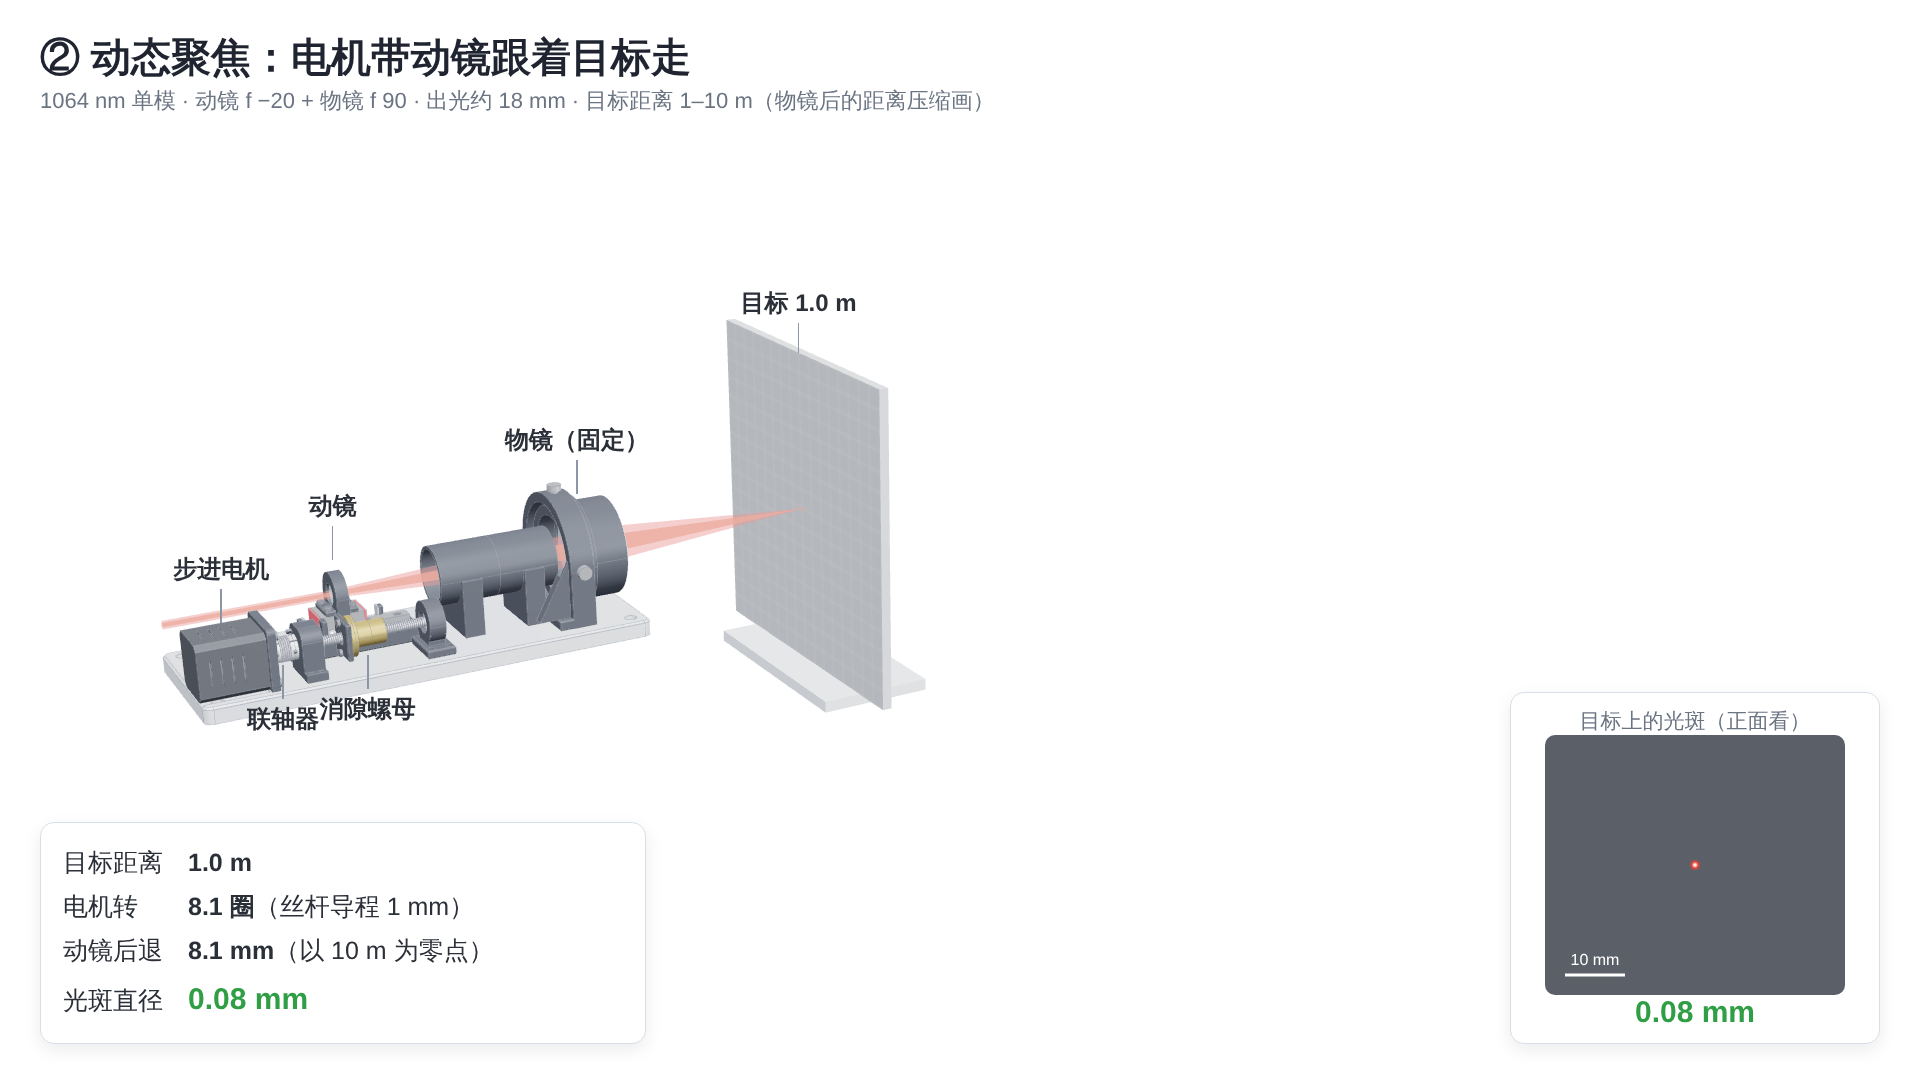 ② 动态聚焦：电机带动镜跟着目标走
1064 nm 单模 · 动镜 f −20 + 物镜 f 90 · 出光约 18 mm · 目标距离 1–10 m（物镜后的距离压缩画）
目标 1.0 m
物镜（固定）
动镜
步进电机
联轴器
消隙螺母
目标距离 1.0 m
电机转 8.1 圈（丝杆导程 1 mm）
动镜后退 8.1 mm（以 10 m 为零点）
光斑直径 0.08 mm
目标上的光斑（正面看）
10 mm
0.08 mm